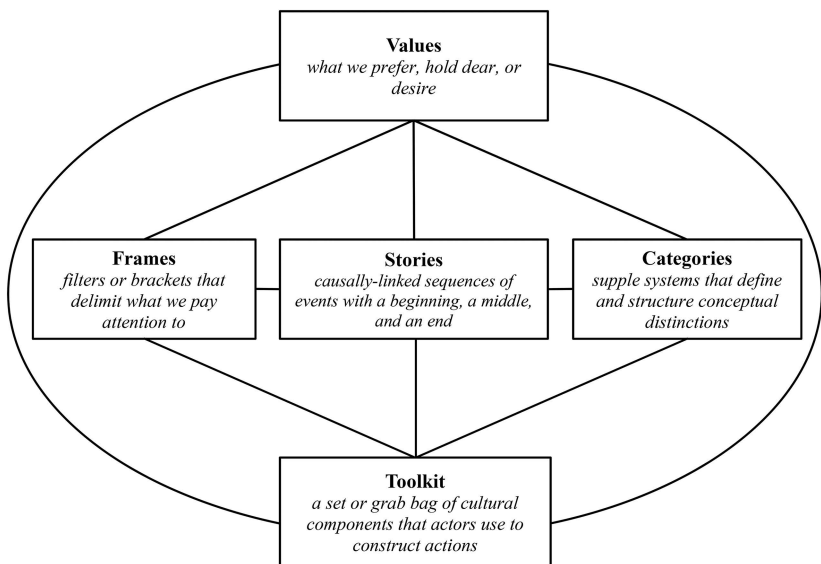 Values
what we prefer, hold dear, or
desire
Frames
filters or brackets that
delimit what we pay
attention to
Stories
causally-linked sequences of
events with a beginning, a middle,
and an end
Categories
supple systems that define
and structure conceptual
distinctions
Toolkit
a set or grab bag of cultural
components that actors use to
construct actions